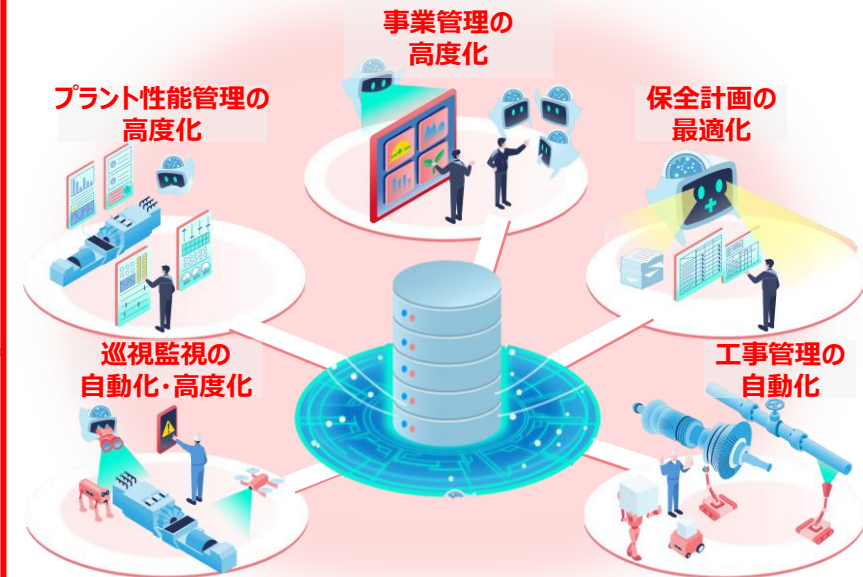 事業管理の
高度化
プラント性能管理の
高度化
保全計画の
最適化
巡視監視の
自動化・高度化
工事管理の
自動化